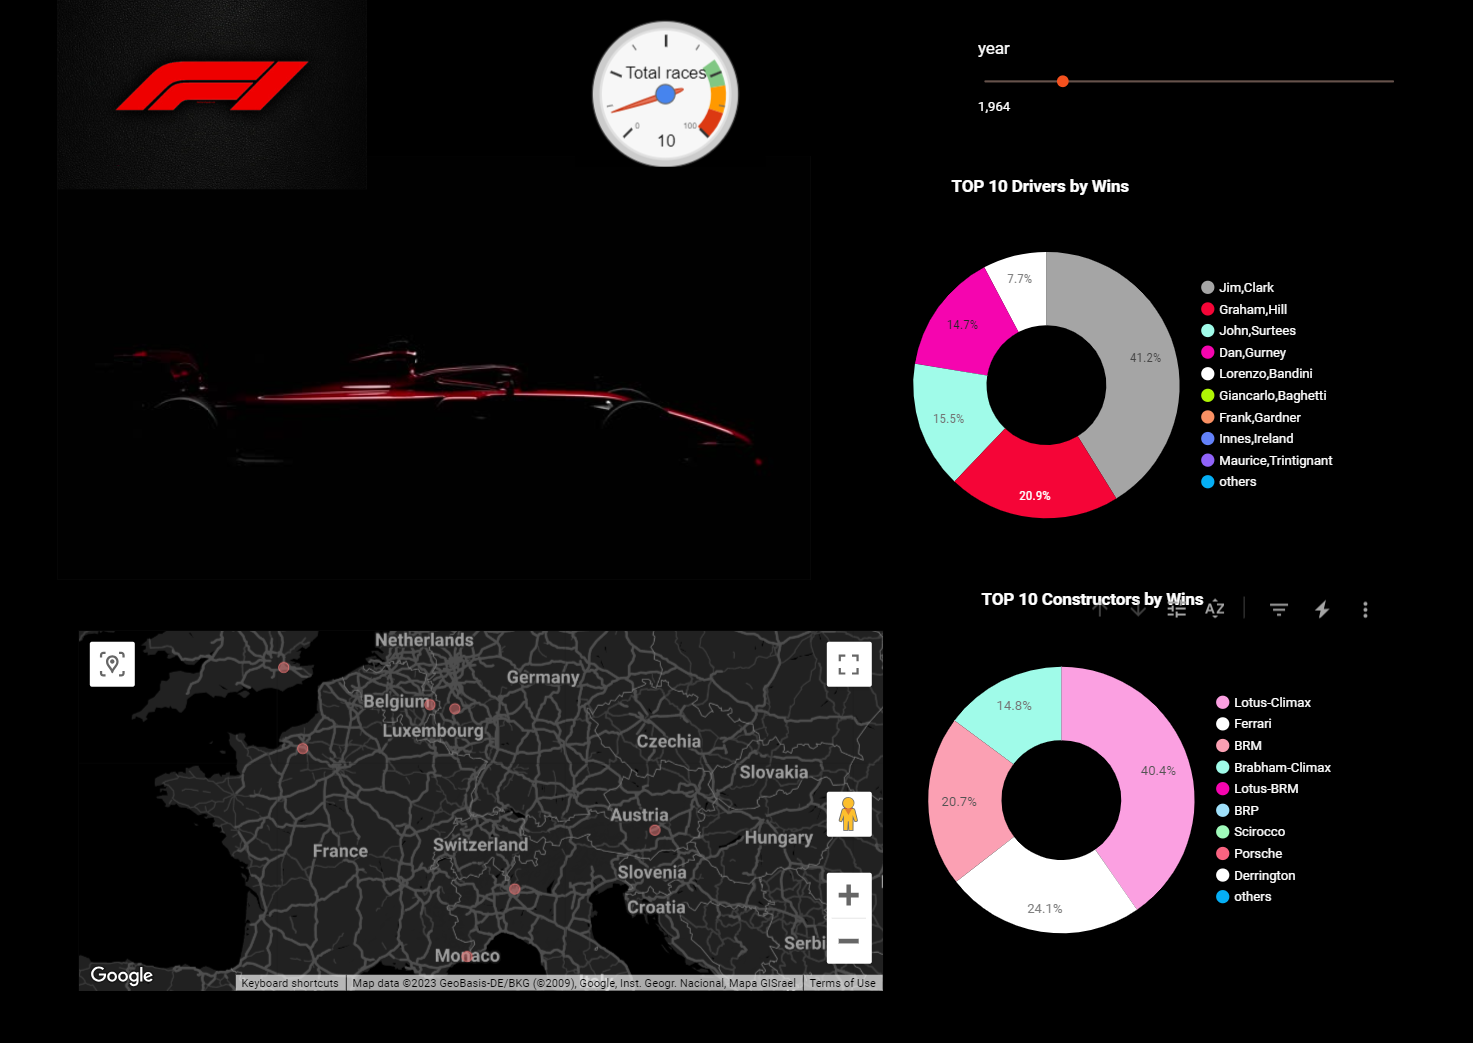 Total races
0
100
10
year
1,964
TOP 10 Drivers by Wins
7.7%
14.7%
41.2%
15.5%
20.9%
Jim,Clark
Graham,Hill
John,Surtees
Dan,Gurney
Lorenzo,Bandini
Giancarlo,Baghetti
Frank,Gardner
Innes,Ireland
Maurice,Trintignant
others
TOP 10 Constructors by Wins
AZ
14.8%
40.4%
20.7%
24.1%
Lotus-Climax
Ferrari
BRM
Brabham-Climax
Lotus-BRM
BRP
Scirocco
Porsche
Derrington
others
Netherlands
Germany
Belgium
Luxembourg
Czechia
Slovakia
Austria
Hungary
Switzerland
France
Slovenia
Croatia
Serbi
Monaco
Google
Keyboard shortcuts
Map data ©2023 GeoBasis-DE/BKG (©2009), Google, Inst. Geogr. Nacional, Mapa GISrael
Terms of Use